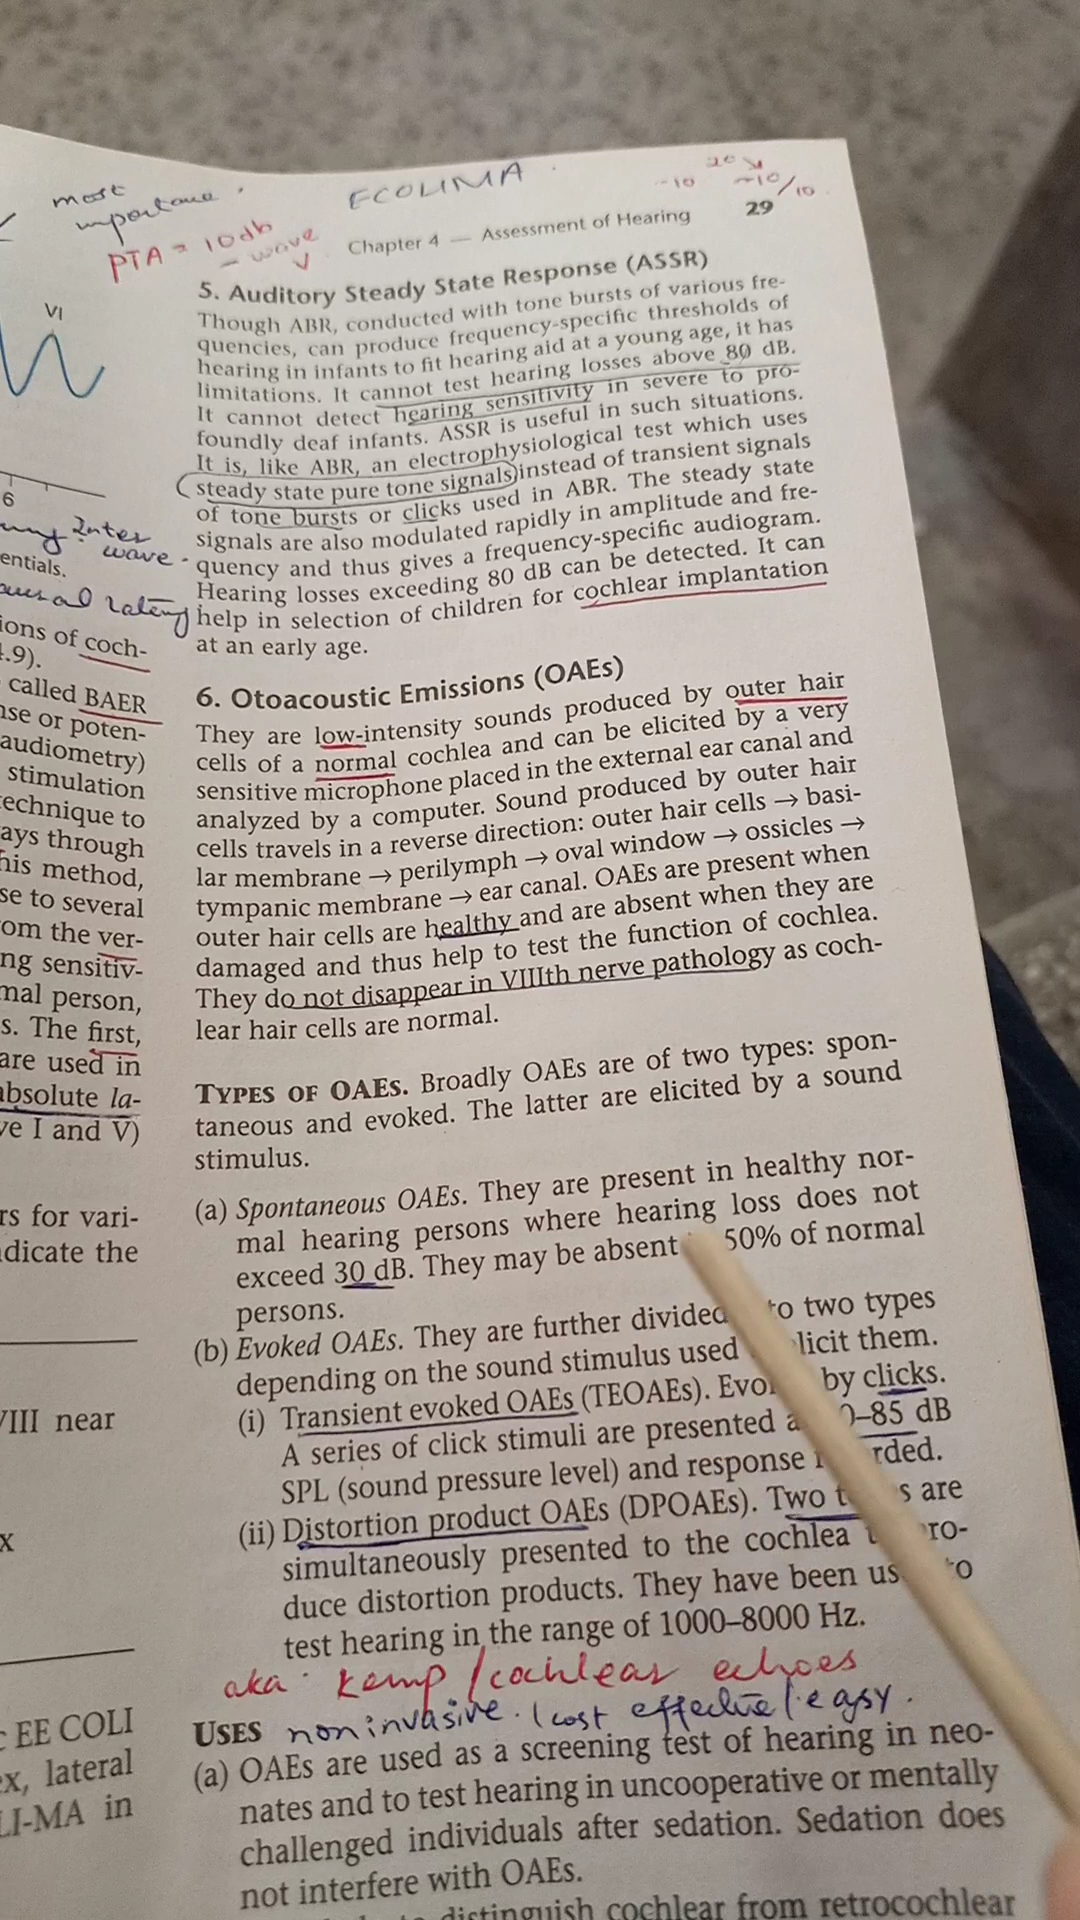 most
importance.
ECOLIMA.
-10 20
-10/10
PTA = 10db
- wave
V
Chapter 4 — Assessment of Hearing
29
VI
6
Inter
wave
entials.
ions of coch-
4.9).
called BAER
nse or poten-
audiometry)
stimulation
echnique to
ays through
his method,
se to several
om the ver-
ng sensitiv-
mal person,
s. The first,
are used in
absolute la-
ve I and V)
rs for vari-
ndicate the
VIII near
x
EE COLI
ex, lateral
LI-MA in
5. Auditory Steady State Response (ASSR)
Though ABR, conducted with tone bursts of various fre-
quencies, can produce frequency-specific thresholds of
hearing in infants to fit hearing aid at a young age, it has
limitations. It cannot test hearing losses above 80 dB.
It cannot detect hearing sensitivity in severe to pro-
foundly deaf infants. ASSR is useful in such situations.
It is, like ABR, an electrophysiological test which uses
steady state pure tone signals instead of transient signals
of tone bursts or clicks used in ABR. The steady state
signals are also modulated rapidly in amplitude and fre-
quency and thus gives a frequency-specific audiogram.
Hearing losses exceeding 80 dB can be detected. It can
help in selection of children for cochlear implantation
at an early age.
6. Otoacoustic Emissions (OAEs)
They are low-intensity sounds produced by outer hair
cells of a normal cochlea and can be elicited by a very
sensitive microphone placed in the external ear canal and
analyzed by a computer. Sound produced by outer hair
cells travels in a reverse direction: outer hair cells → basi-
lar membrane → perilymph → oval window → ossicles →
tympanic membrane → ear canal. OAEs are present when
outer hair cells are healthy and are absent when they are
damaged and thus help to test the function of cochlea.
They do not disappear in VIIIth nerve pathology as coch-
lear hair cells are normal.
TYPES OF OAES. Broadly OAEs are of two types: spon-
taneous and evoked. The latter are elicited by a sound
stimulus.
(a) Spontaneous OAEs. They are present in healthy nor-
mal hearing persons where hearing loss does not
exceed 30 dB. They may be absent 50% of normal
persons.
(b) Evoked OAEs. They are further divided to two types
depending on the sound stimulus used licit them.
(i) Transient evoked OAEs (TEOAEs). Evo by clicks.
A series of click stimuli are presented a 0–85 dB
SPL (sound pressure level) and response rded.
(ii) Distortion product OAEs (DPOAEs). Two t s are
simultaneously presented to the cochlea t pro-
duce distortion products. They have been us to
test hearing in the range of 1000–8000 Hz.
aka kemp / cochlear echoes
USES noninvasive. / cost effective / easy.
(a) OAEs are used as a screening test of hearing in neo-
nates and to test hearing in uncooperative or mentally
challenged individuals after sedation. Sedation does
not interfere with OAEs.
distinguish cochlear from retrocochlear